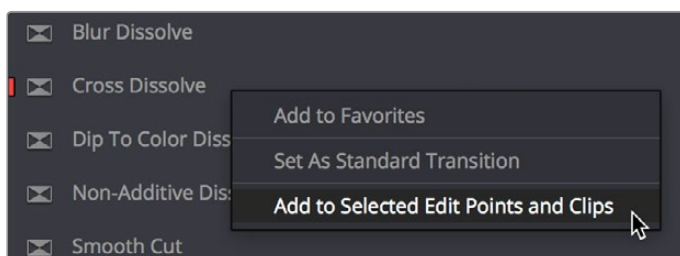 Blur Dissolve
Cross Dissolve
Dip To Color Diss
Non-Additive Dis
Smooth Cut
Add to Favorites
Set As Standard Transition
Add to Selected Edit Points and Clips